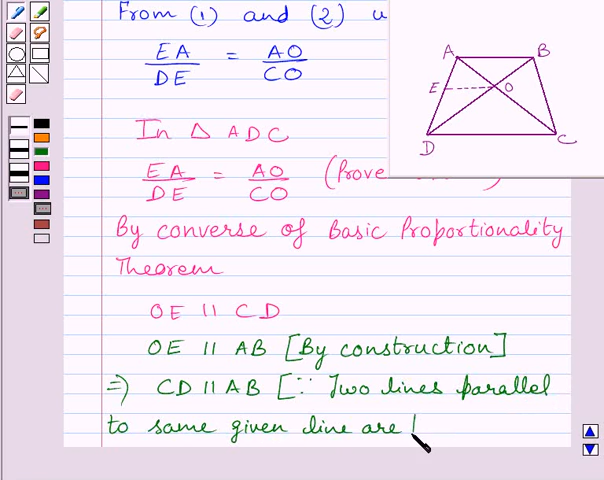 From (1) and (2)
EA/DE = AO/CO
In △ ADC
EA/DE = AO/CO
By converse of Basic Proportionality
Theorem
OE || CD
OE || AB [By construction]
⇒ CD || AB [∵ Two lines parallel
to same given line are
A B
E O
D C